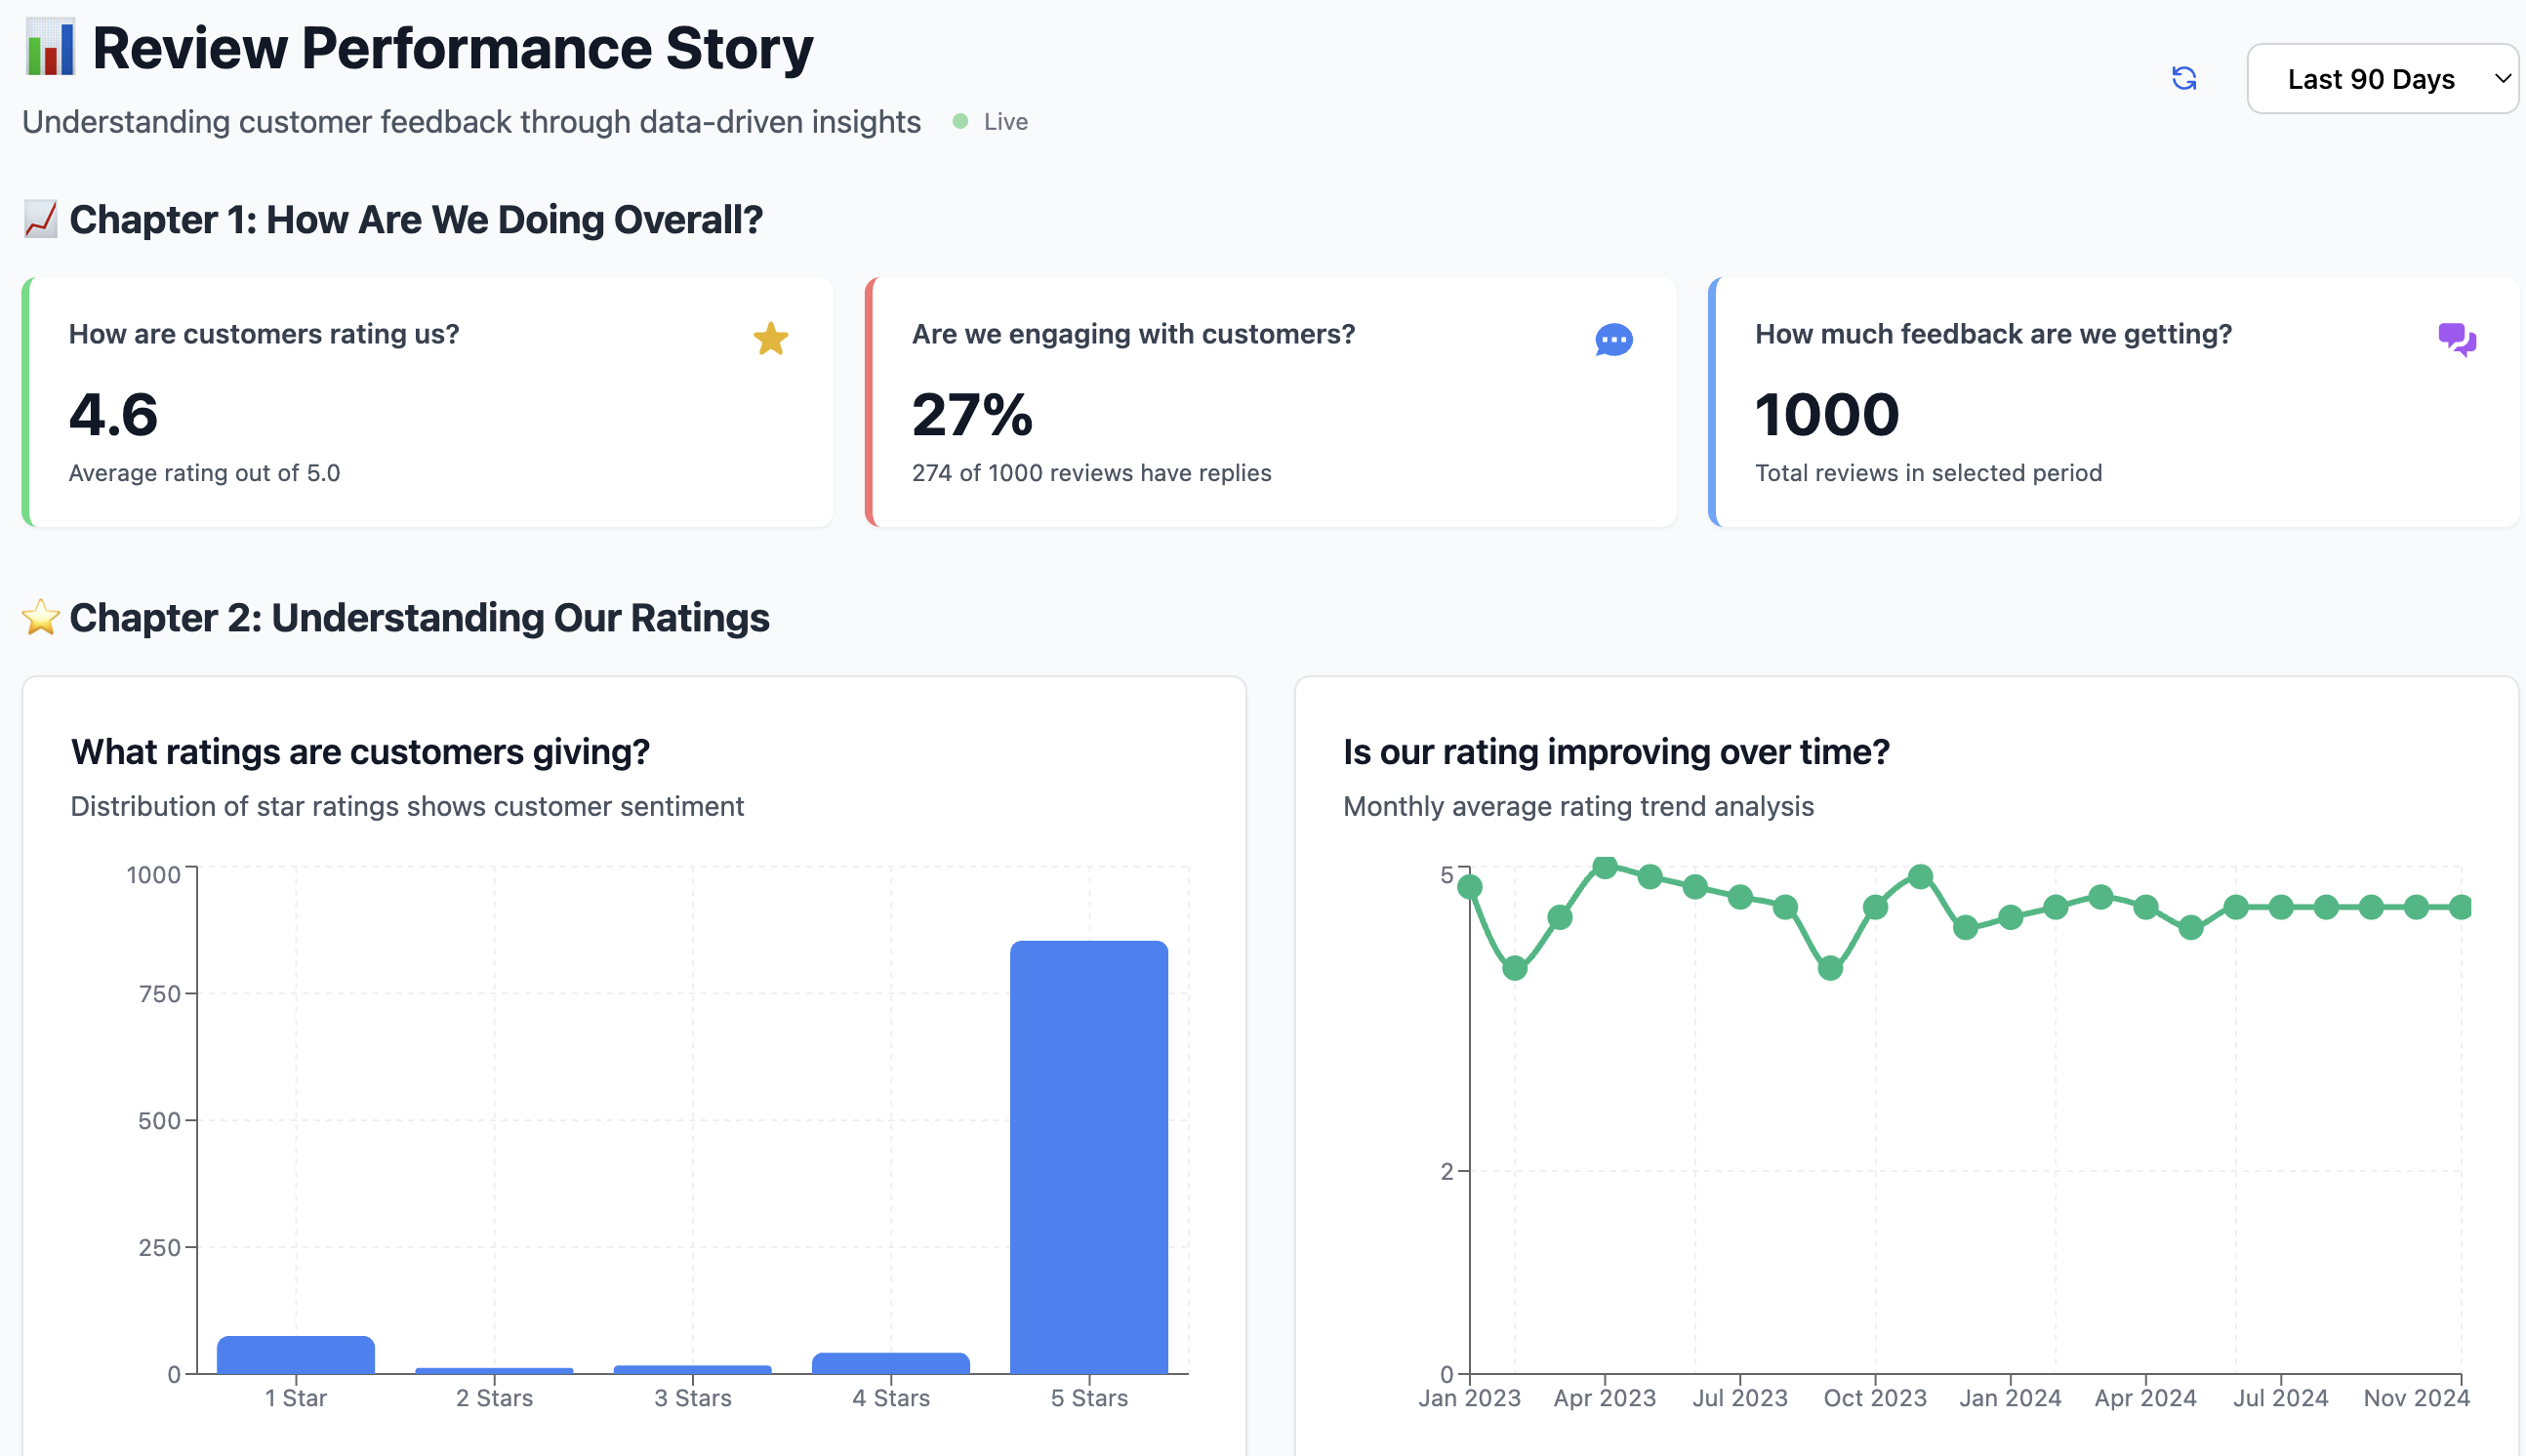 Review Performance Story
Understanding customer feedback through data-driven insights
Live
Last 90 Days
Chapter 1: How Are We Doing Overall?
How are customers rating us?
4.6
Average rating out of 5.0
Are we engaging with customers?
27%
274 of 1000 reviews have replies
How much feedback are we getting?
1000
Total reviews in selected period
Chapter 2: Understanding Our Ratings
What ratings are customers giving?
Distribution of star ratings shows customer sentiment
1000
750
500
250
0
1 Star 2 Stars 3 Stars 4 Stars 5 Stars
Is our rating improving over time?
Monthly average rating trend analysis
5
2
0
Jan 2023 Apr 2023 Jul 2023 Oct 2023 Jan 2024 Apr 2024 Jul 2024 Nov 2024